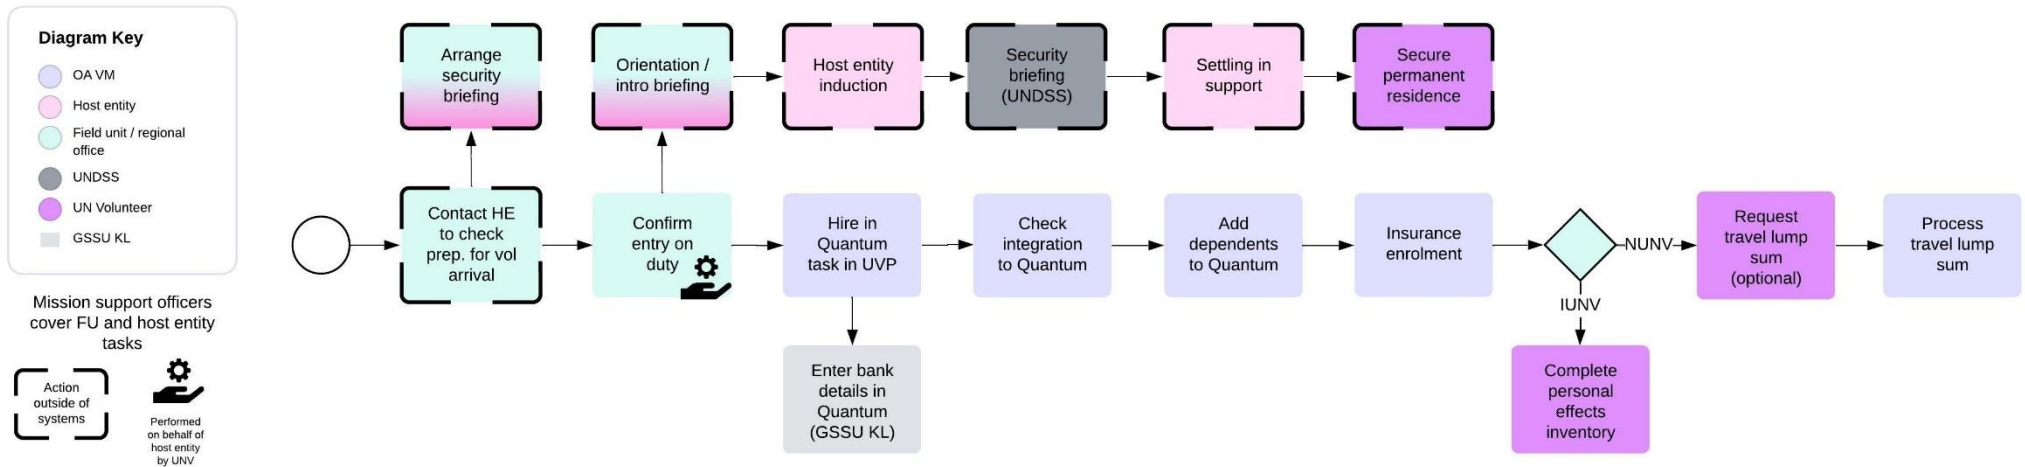 Diagram Key
OA VM
Host entity
Field unit / regional
office
UNDSS
UN Volunteer
GSSU KL
Mission support officers
cover FU and host entity
tasks
Action
outside of
systems
Performed
on behalf of
host entity
by UNV
Arrange
security
briefing
Orientation /
intro briefing
Host entity
induction
Security
briefing
(UNDSS)
Settling in
support
Secure
permanent
residence
Contact HE
to check
prep. for vol
arrival
Confirm
entry on
duty
Hire in
Quantum
task in UVP
Check
integration
to Quantum
Add
dependents
to Quantum
Insurance
enrolment
NUNV
Request
travel lump
sum
(optional)
Process
travel lump
sum
IUNV
Enter bank
details in
Quantum
(GSSU KL)
Complete
personal
effects
inventory